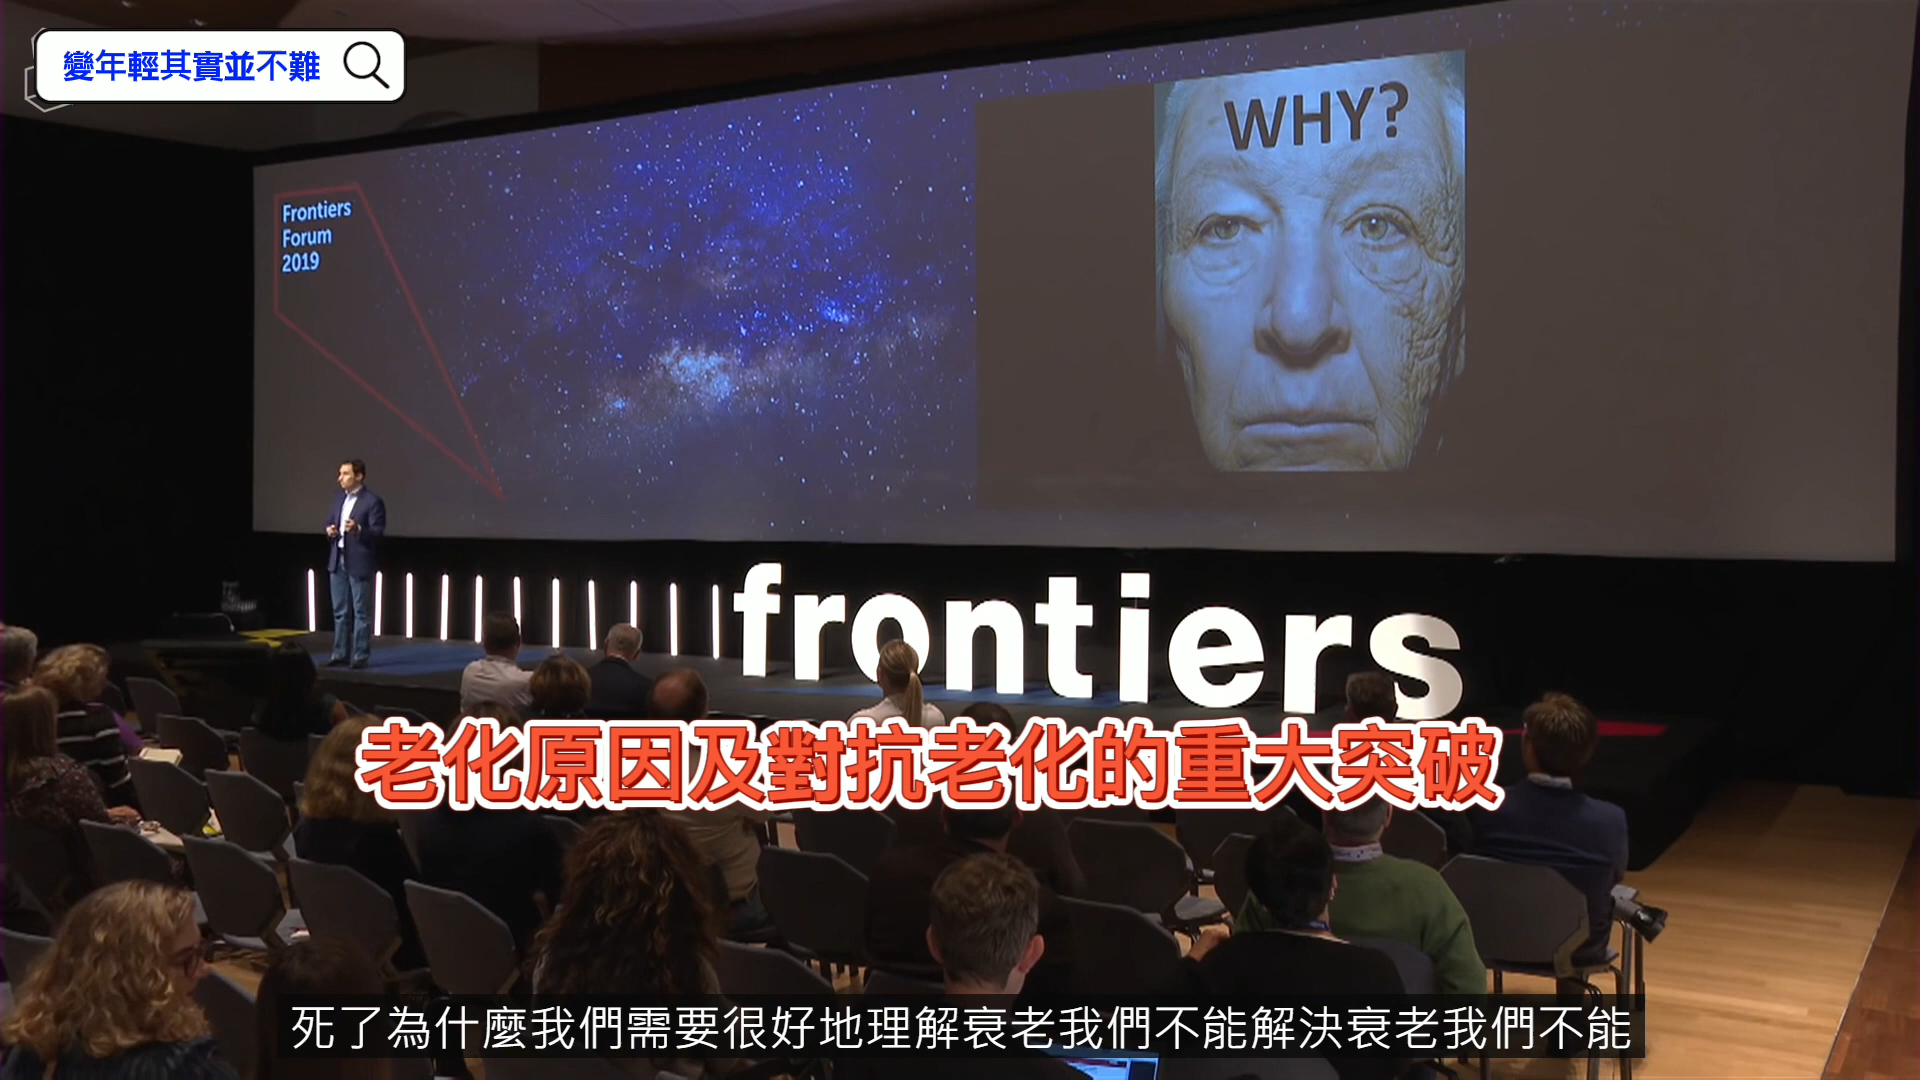 變年輕其實並不難
WHY?
Frontiers
Forum
2019
frontiers
老化原因及對抗老化的重大突破
死了為什麼我們需要很好地理解衰老我們不能解決衰老我們不能